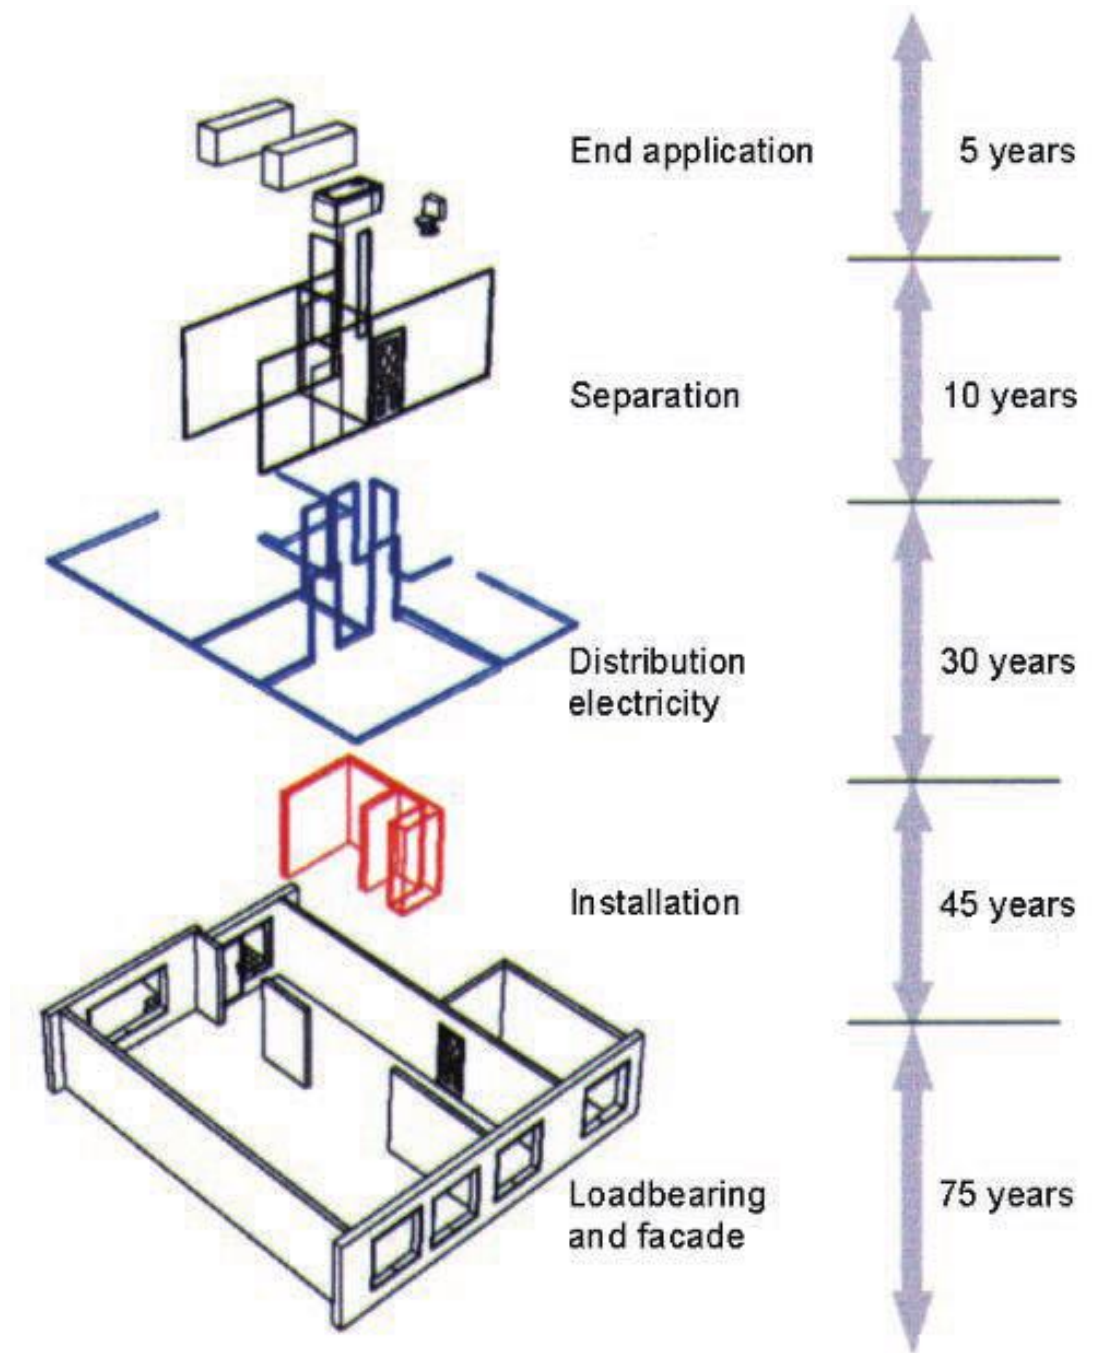 End application
5 years
Separation
10 years
Distribution
electricity
30 years
Installation
45 years
Loadbearing
and facade
75 years